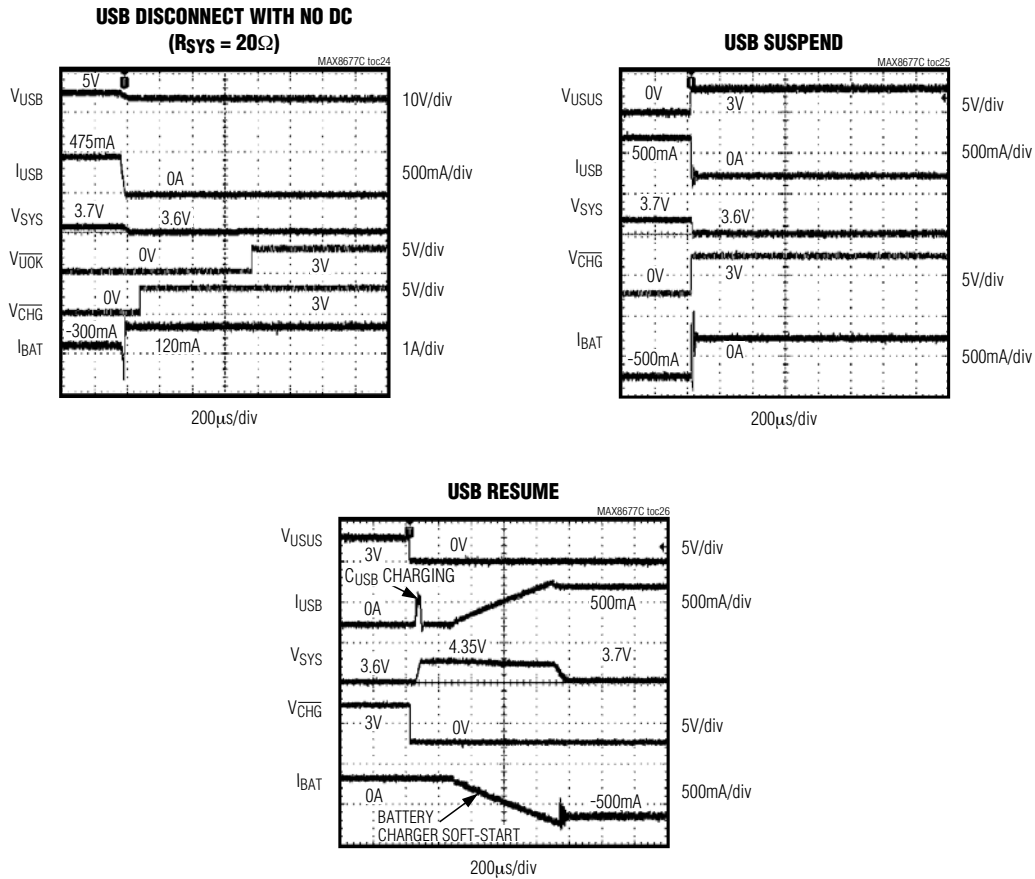 USB DISCONNECT WITH NO DC
(RSYS = 20Ω)
MAX8677C toc24
VUSB
5V
10V/div
IUSB
475mA
0A
500mA/div
VSYS
3.7V
3.6V
VUOK
0V
3V
5V/div
VCHG
0V
3V
5V/div
IBAT
-300mA
120mA
1A/div
200µs/div
USB SUSPEND
MAX8677C toc25
VUSUS
0V
3V
5V/div
IUSB
500mA
0A
500mA/div
VSYS
3.7V
3.6V
VCHG
0V
3V
5V/div
IBAT
-500mA
0A
500mA/div
200µs/div
USB RESUME
MAX8677C toc26
VUSUS
3V
0V
5V/div
CUSB CHARGING
IUSB
0A
500mA
500mA/div
VSYS
3.6V
4.35V
3.7V
VCHG
3V
0V
5V/div
IBAT
0A
-500mA
500mA/div
BATTERY
CHARGER SOFT-START
200µs/div